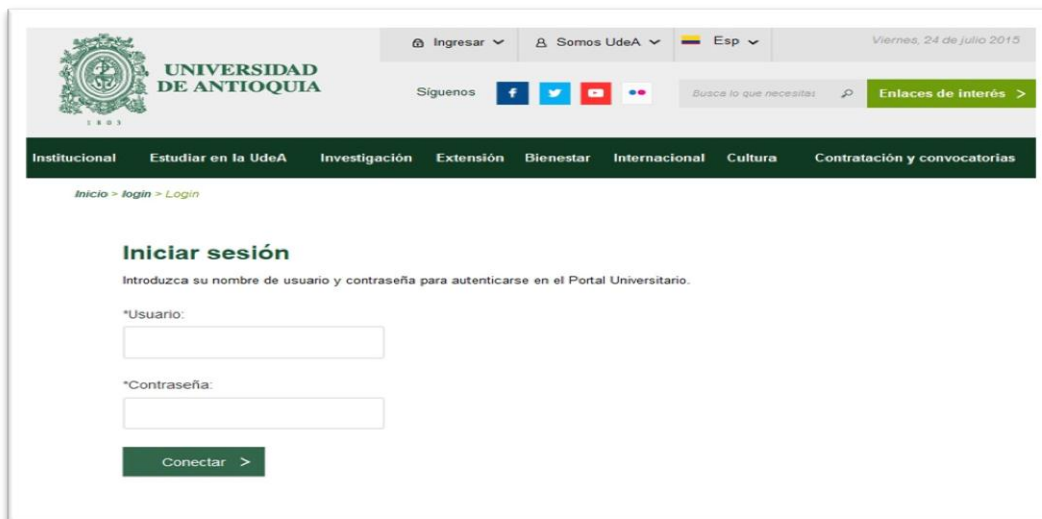 Ingresar
Somos UdeA
Esp
Viernes, 24 de julio 2015
UNIVERSIDAD
DE ANTIOQUIA
1803
Síguenos
Busca lo que necesitas
Enlaces de interés >
Institucional Estudiar en la UdeA Investigación Extensión Bienestar Internacional Cultura Contratación y convocatorias
Inicio > login > Login
Iniciar sesión
Introduzca su nombre de usuario y contraseña para autenticarse en el Portal Universitario.
*Usuario:
*Contraseña:
Conectar >